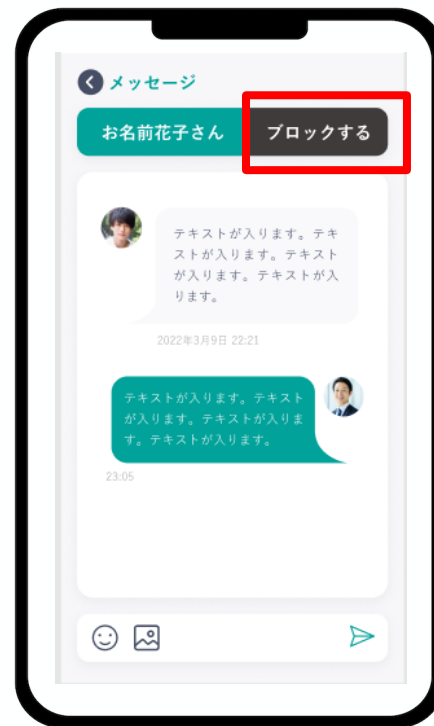 メッセージ
お名前花子さん
ブロックする
テキストが入ります。テキ
ストが入ります。テキスト
が入ります。テキストが入
ります。
2022年3月9日 22:21
テキストが入ります。テキスト
が入ります。テキストが入りま
す。テキストが入ります。
23:05